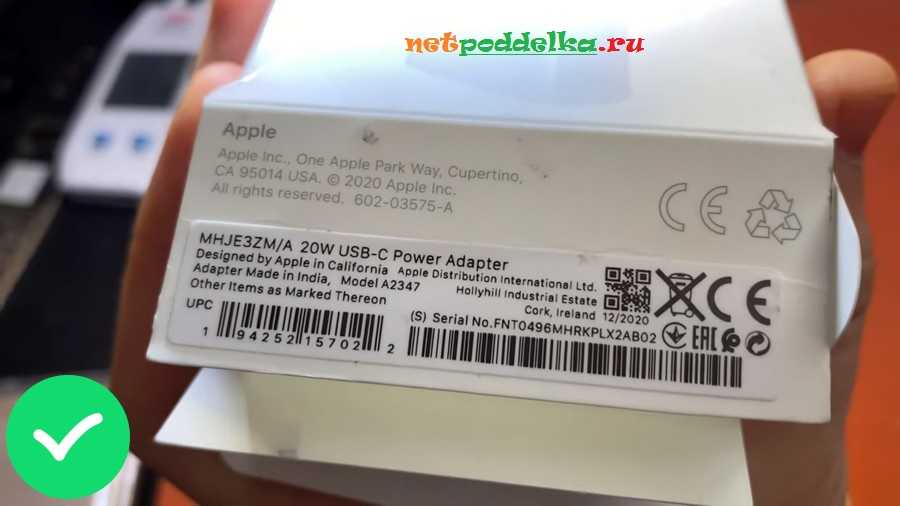 netpoddelka.ru
Apple
Apple Inc., One Apple Park Way, Cupertino,
CA 95014 USA. © 2020 Apple Inc.
All rights reserved. 602-03575-A
CE
MHJE3ZM/A 20W USB-C Power Adapter
Designed by Apple in California Apple Distribution International Ltd.
Adapter Made in India, Model A2347 Hollyhill Industrial Estate
Other Items as Marked Thereon Cork, Ireland 12/2020
CE
UPC (S) Serial No.FNT0496MHRKPLX2AB02 EAC
1 94252 15702 2